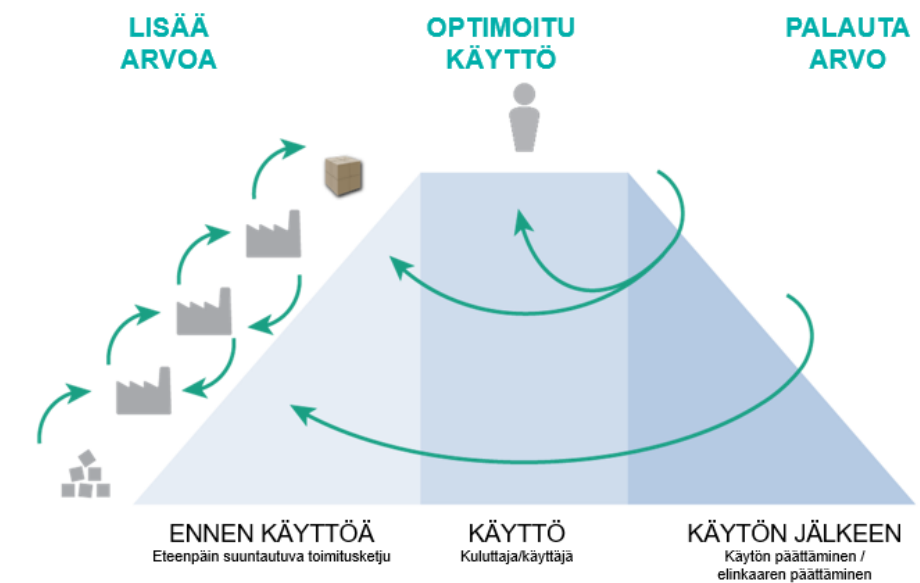 LISÄÄ
ARVOA
OPTIMOITU
KÄYTTÖ
PALAUTA
ARVO
ENNEN KÄYTTÖÄ
Eteenpäin suuntautuva toimitusketju
KÄYTTÖ
Kuluttaja/käyttäjä
KÄYTÖN JÄLKEEN
Käytön päättäminen /
elinkaaren päättäminen